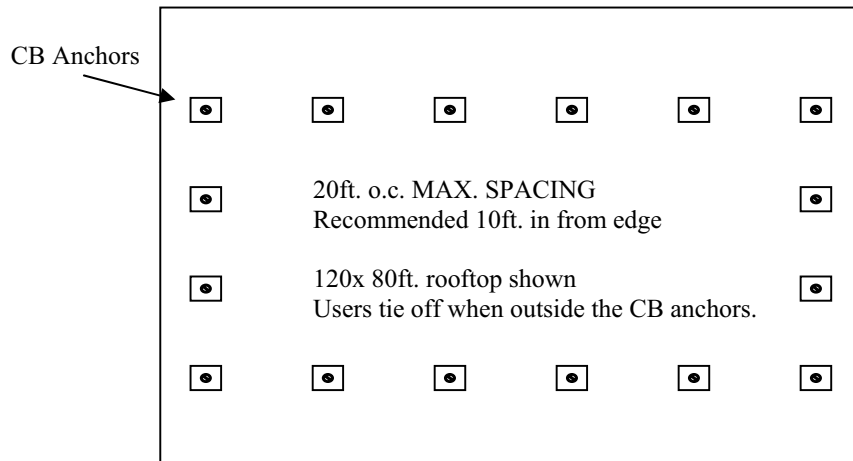 CB Anchors
20ft. o.c. MAX. SPACING
Recommended 10ft. in from edge
120x 80ft. rooftop shown
Users tie off when outside the CB anchors.